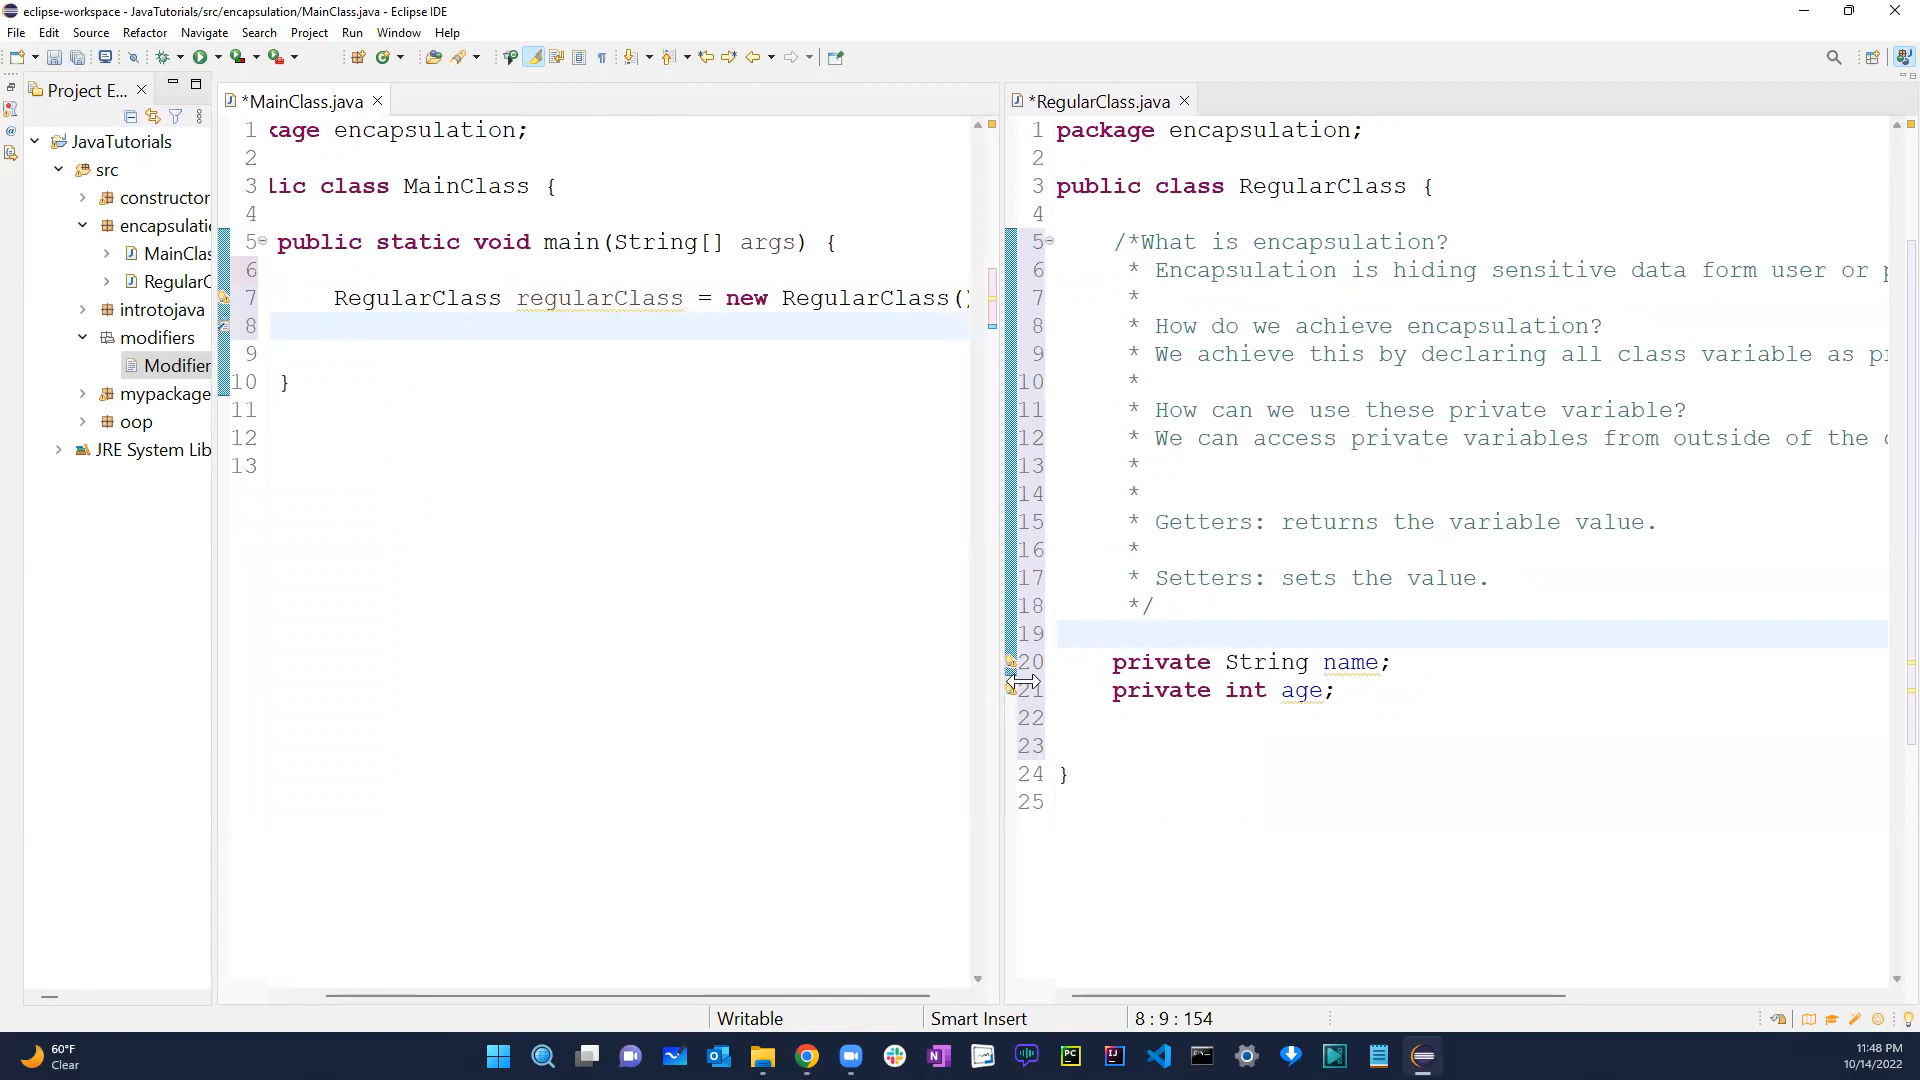 eclipse-workspace - JavaTutorials/src/encapsulation/MainClass.java - Eclipse IDE
File Edit Source Refactor Navigate Search Project Run Window Help
Project E...
JavaTutorials
src
constructor
encapsulatio
MainClas
RegularC
introtojava
modifiers
Modifier
mypackage
oop
JRE System Lib
*MainClass.java
1 kage encapsulation;
2
3 lic class MainClass {
4
5 public static void main(String[] args) {
6
7 RegularClass regularClass = new RegularClass()
8
9
10 }
11
12
13
*RegularClass.java
1 package encapsulation;
2
3 public class RegularClass {
4
5 /*What is encapsulation?
6 * Encapsulation is hiding sensitive data form user or p
7 *
8 * How do we achieve encapsulation?
9 * We achieve this by declaring all class variable as p
10 *
11 * How can we use these private variable?
12 * We can access private variables from outside of the
13 *
14 *
15 * Getters: returns the variable value.
16 *
17 * Setters: sets the value.
18 */
19
20 private String name;
21 private int age;
22
23
24 }
25
Writable Smart Insert 8 : 9 : 154
60°F
Clear
11:48 PM
10/14/2022